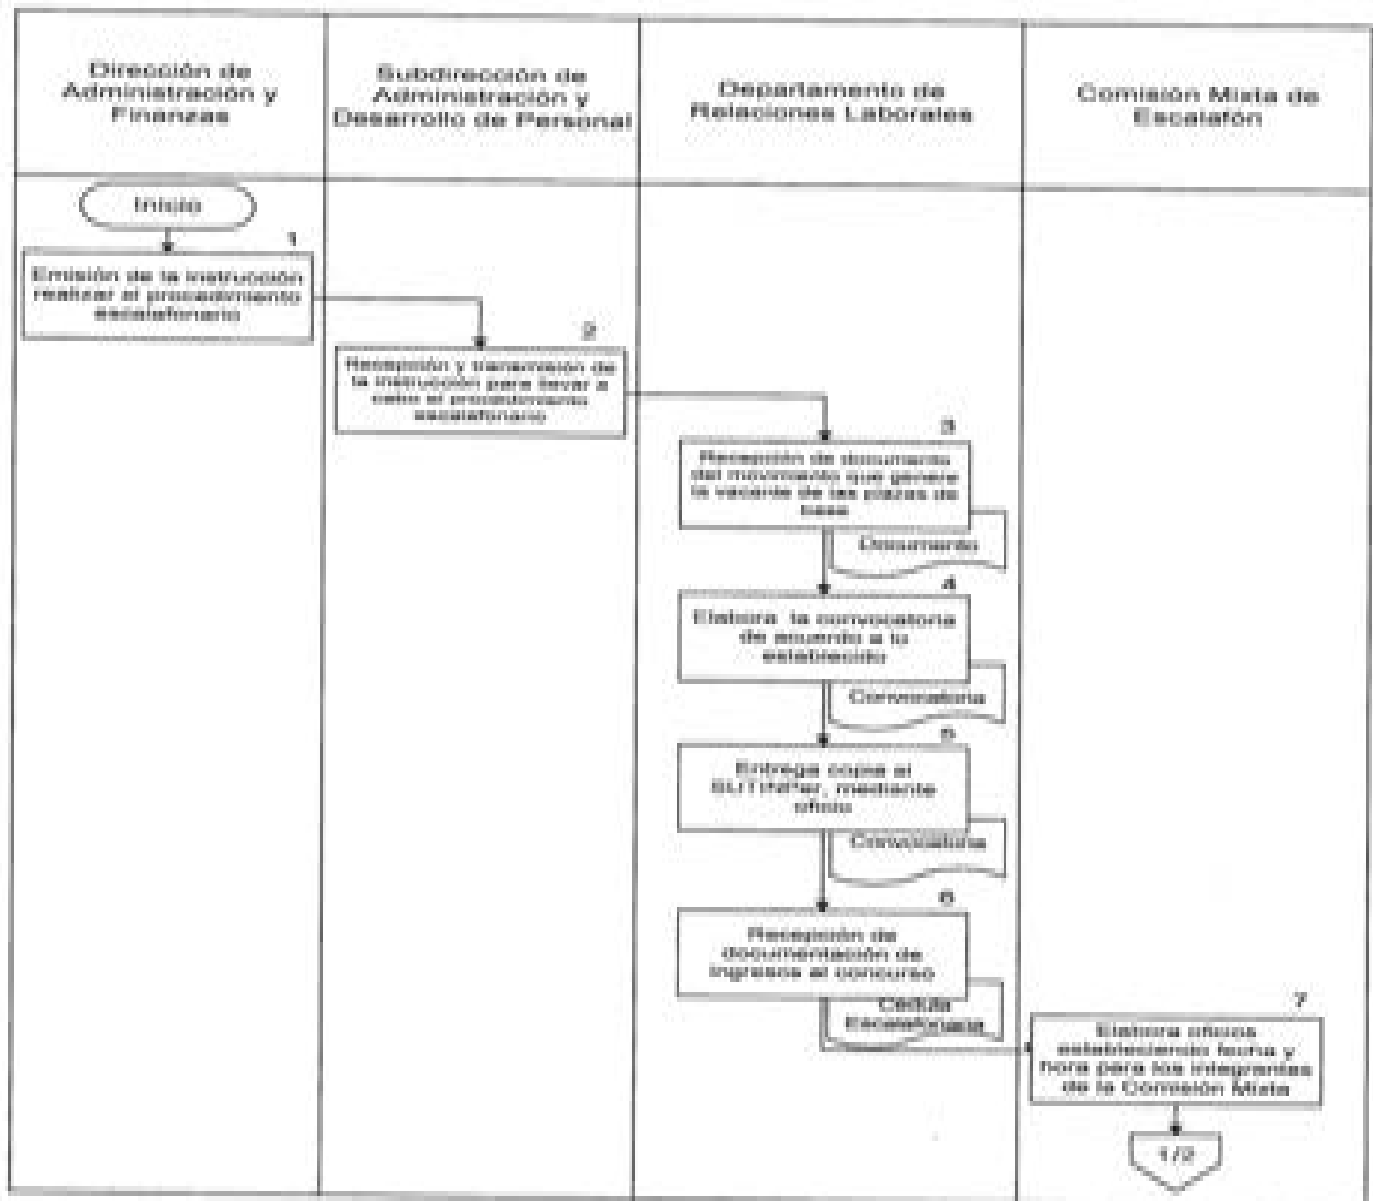 Dirección de
Administración y
Finanzas
Subdirección de
Administración y
Desarrollo de Personal
Departamento de
Relaciones Laborales
Comisión Mixta de
Escalafón
Inicio
1
Emisión de la instrucción
realizar el procedimiento
escalafonario
2
Recepción y transmisión de
la instrucción para llevar a
cabo el procedimiento
escalafonario
3
Recepción de documento
del movimiento que genere
la vacante de las plazas de
base
Documento
4
Elabora la convocatoria
de acuerdo a lo
establecido
Convocatoria
5
Entrega copia al
SUTINPer, mediante
oficio
Convocatoria
6
Recepción de
documentación de
ingresos al concurso
Cédula
Escalafonaria
7
Elabora oficios
estableciendo fecha y
hora para los integrantes
de la Comisión Mixta
1/2